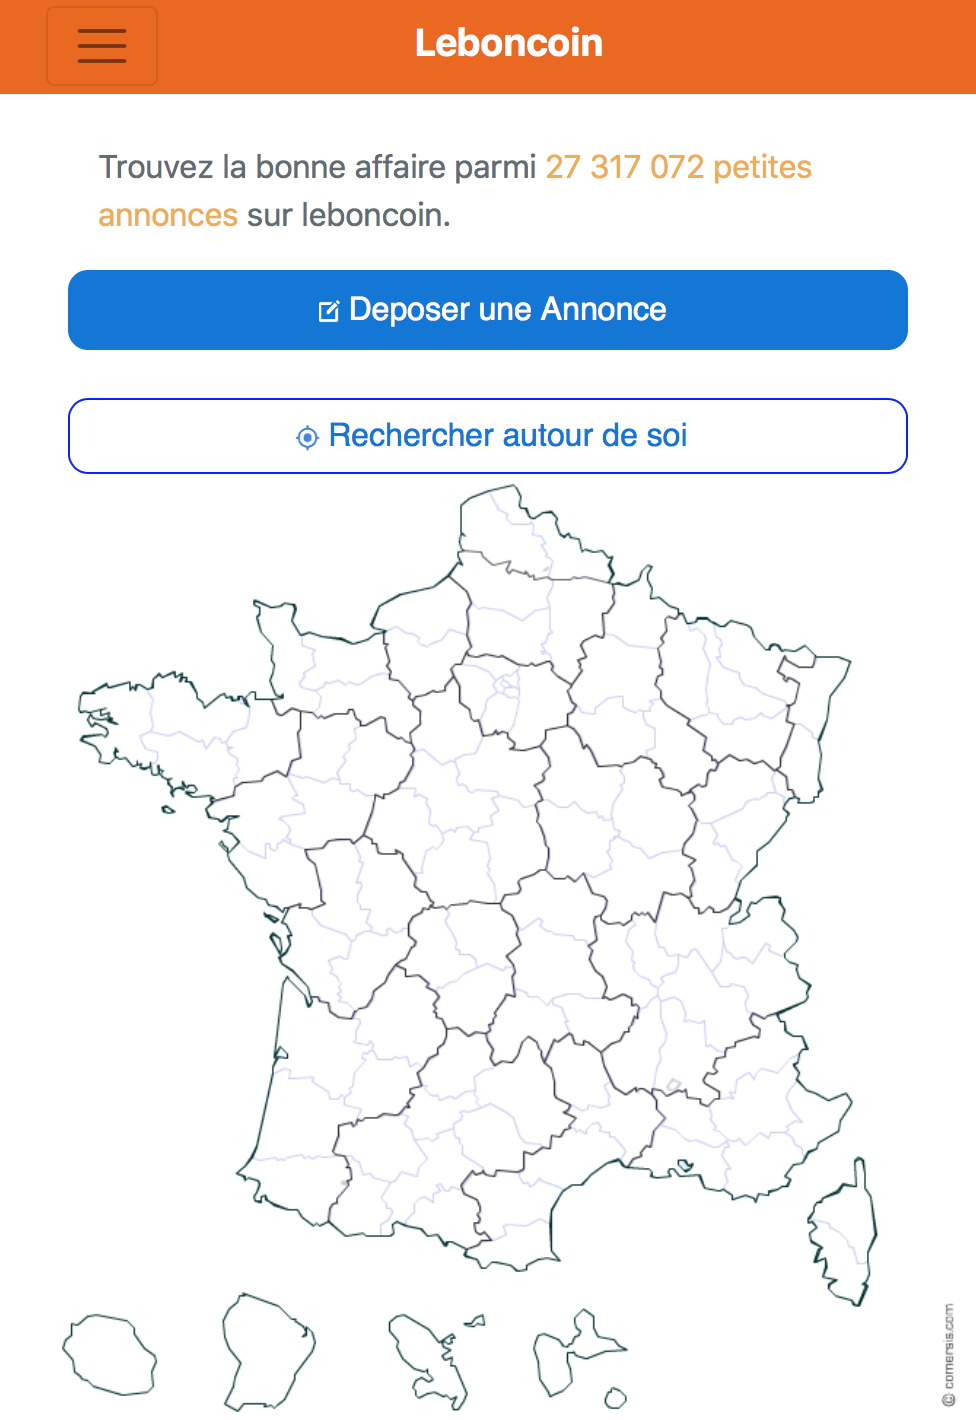 Leboncoin
Trouvez la bonne affaire parmi 27 317 072 petites
annonces sur leboncoin.
Deposer une Annonce
Rechercher autour de soi
© comersis.com